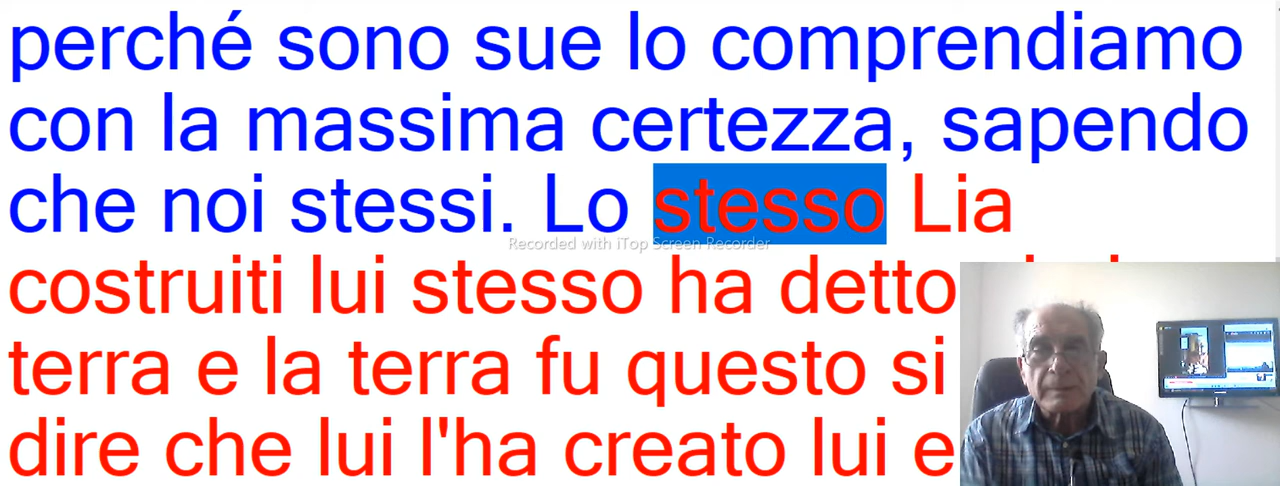 perché sono sue lo comprendiamo
con la massima certezza, sapendo
che noi stessi. Lo stesso Lia
Recorded with iTop Screen Recorder
costruiti lui stesso ha detto
terra e la terra fu questo si
dire che lui l'ha creato lui e